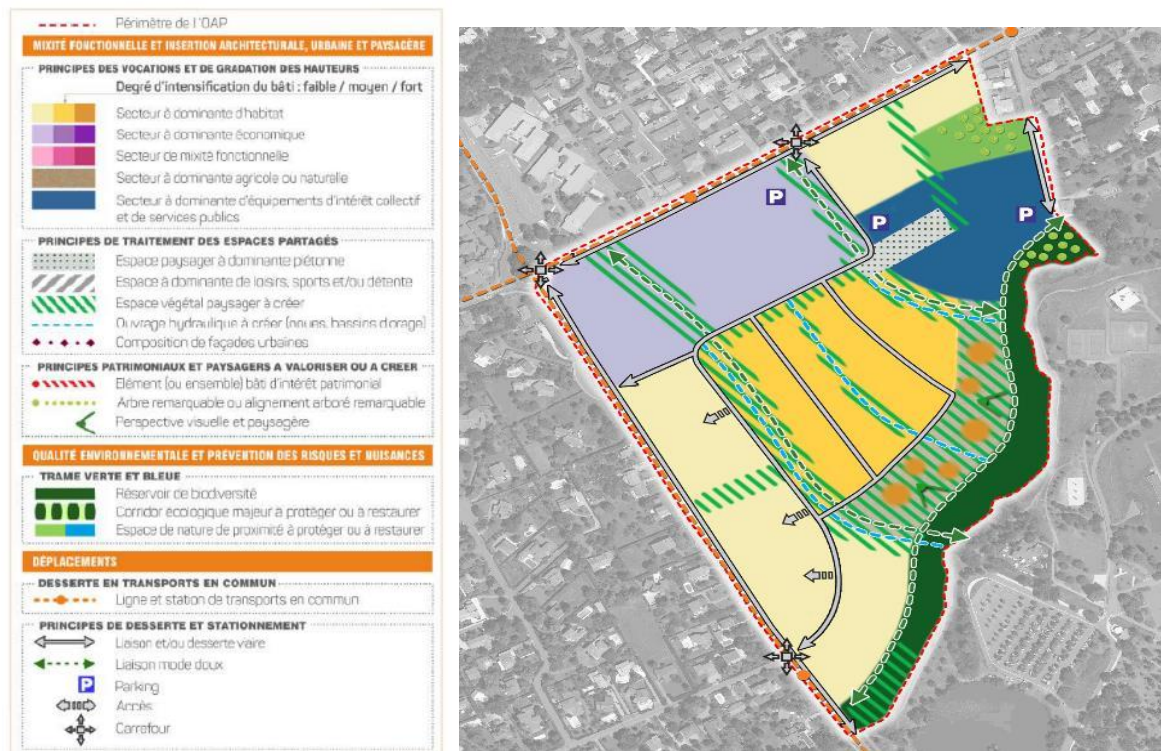 Périmètre de l'OAP
MIXITÉ FONCTIONNELLE ET INSERTION ARCHITECTURALE, URBAINE ET PAYSAGÈRE
PRINCIPES DES VOCATIONS ET DE GRADATION DES HAUTEURS
Degré d'intensification du bâti : faible / moyen / fort
Secteur à dominante d'habitat
Secteur à dominante économique
Secteur de mixité fonctionnelle
Secteur à dominante agricole ou naturelle
Secteur à dominante d'équipements d'intérêt collectif
et de services publics
PRINCIPES DE TRAITEMENT DES ESPACES PARTAGÉS
Espace paysager à dominante piétonne
Espace à dominante de loisirs, sports et/ou détente
Espace végétal paysager à créer
Ouvrage hydraulique à créer (noues, bassins d'orage)
Composition de façades urbaines
PRINCIPES PATRIMONIAUX ET PAYSAGERS A VALORISER OU A CREER
Elément (ou ensemble) bâti d'intérêt patrimonial
Arbre remarquable ou alignement arboré remarquable
Perspective visuelle et paysagère
QUALITÉ ENVIRONNEMENTALE ET PRÉVENTION DES RISQUES ET NUISANCES
TRAME VERTE ET BLEUE
Réservoir de biodiversité
Corridor écologique majeur à protéger ou à restaurer
Espace de nature de proximité à protéger ou à restaurer
DÉPLACEMENTS
DESSERTE EN TRANSPORTS EN COMMUN
Ligne et station de transports en commun
PRINCIPES DE DESSERTE ET STATIONNEMENT
Liaison et/ou desserte viaire
Liaison mode doux
P Parking
Accès
Carrefour
P
P
P